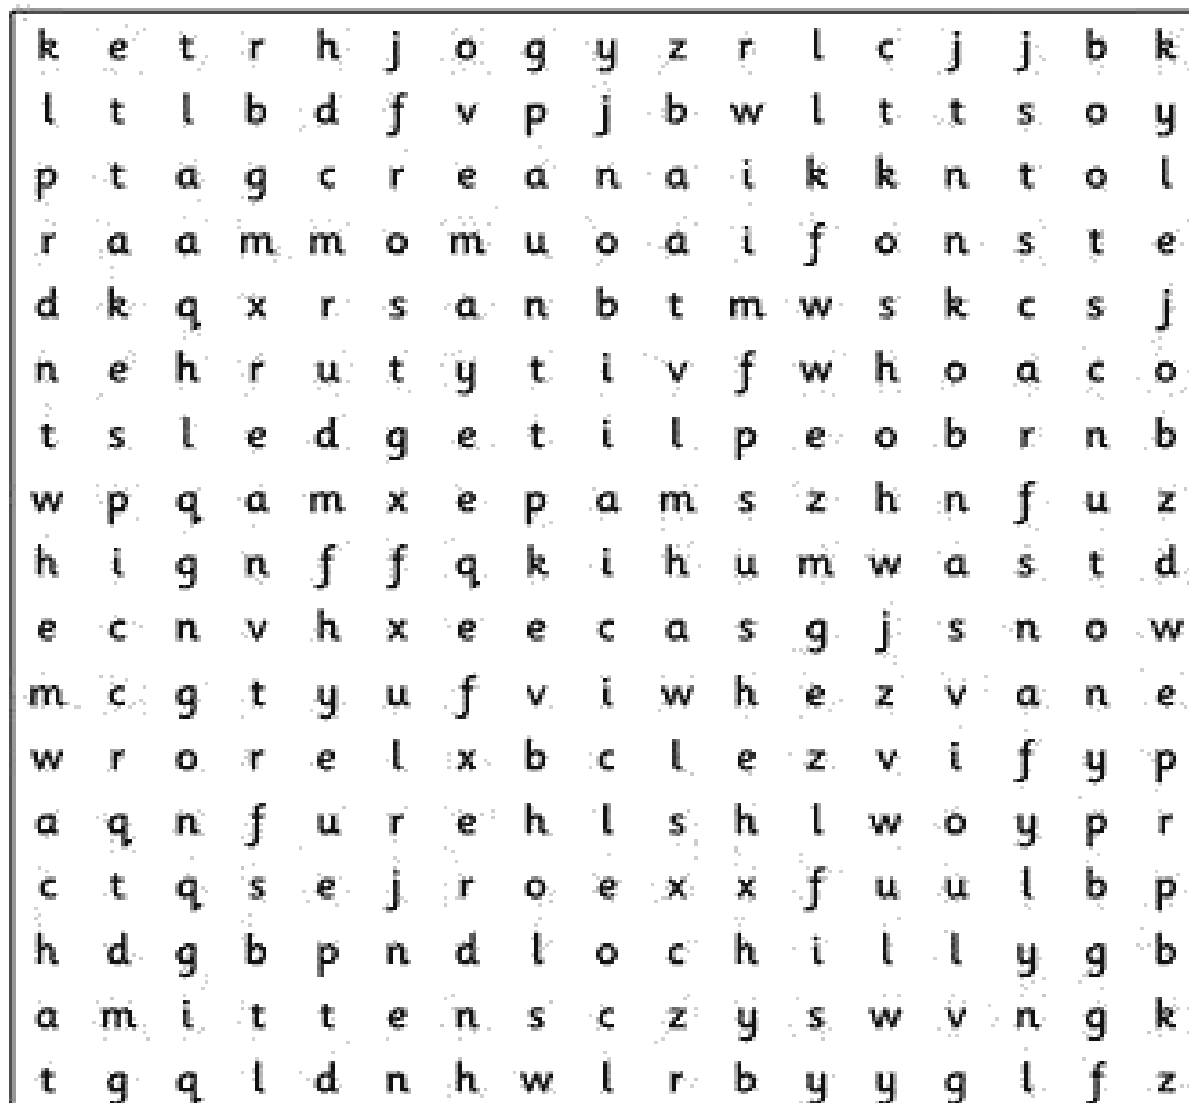 k e t r h j o g y z r l c j j b k
l t l b d f v p j b w l t t s o y
p t a g c r e a n a i k k n t o l
r a a m m o m u o a i f o n s t e
d k q x r s a n b t m w s k c s j
n e h r u t y t i v f w h o a c o
t s l e d g e t i l p e o b r n b
w p q a m x e p a m s z h n f u z
h i g n f f q k i h u m w a s t d
e c n v h x e e c a s g j s n o w
m c g t y u f v i w h e z v a n e
w r o r e l x b c l e z v i f y p
a q n f u r e h l s h l w o y p r
c t q s e j r o e x x f u u l b p
h d g b p n d l o c h i l l y g b
a m i t t e n s c z y s w v n g k
t g q l d n h w l r b y y g l f z